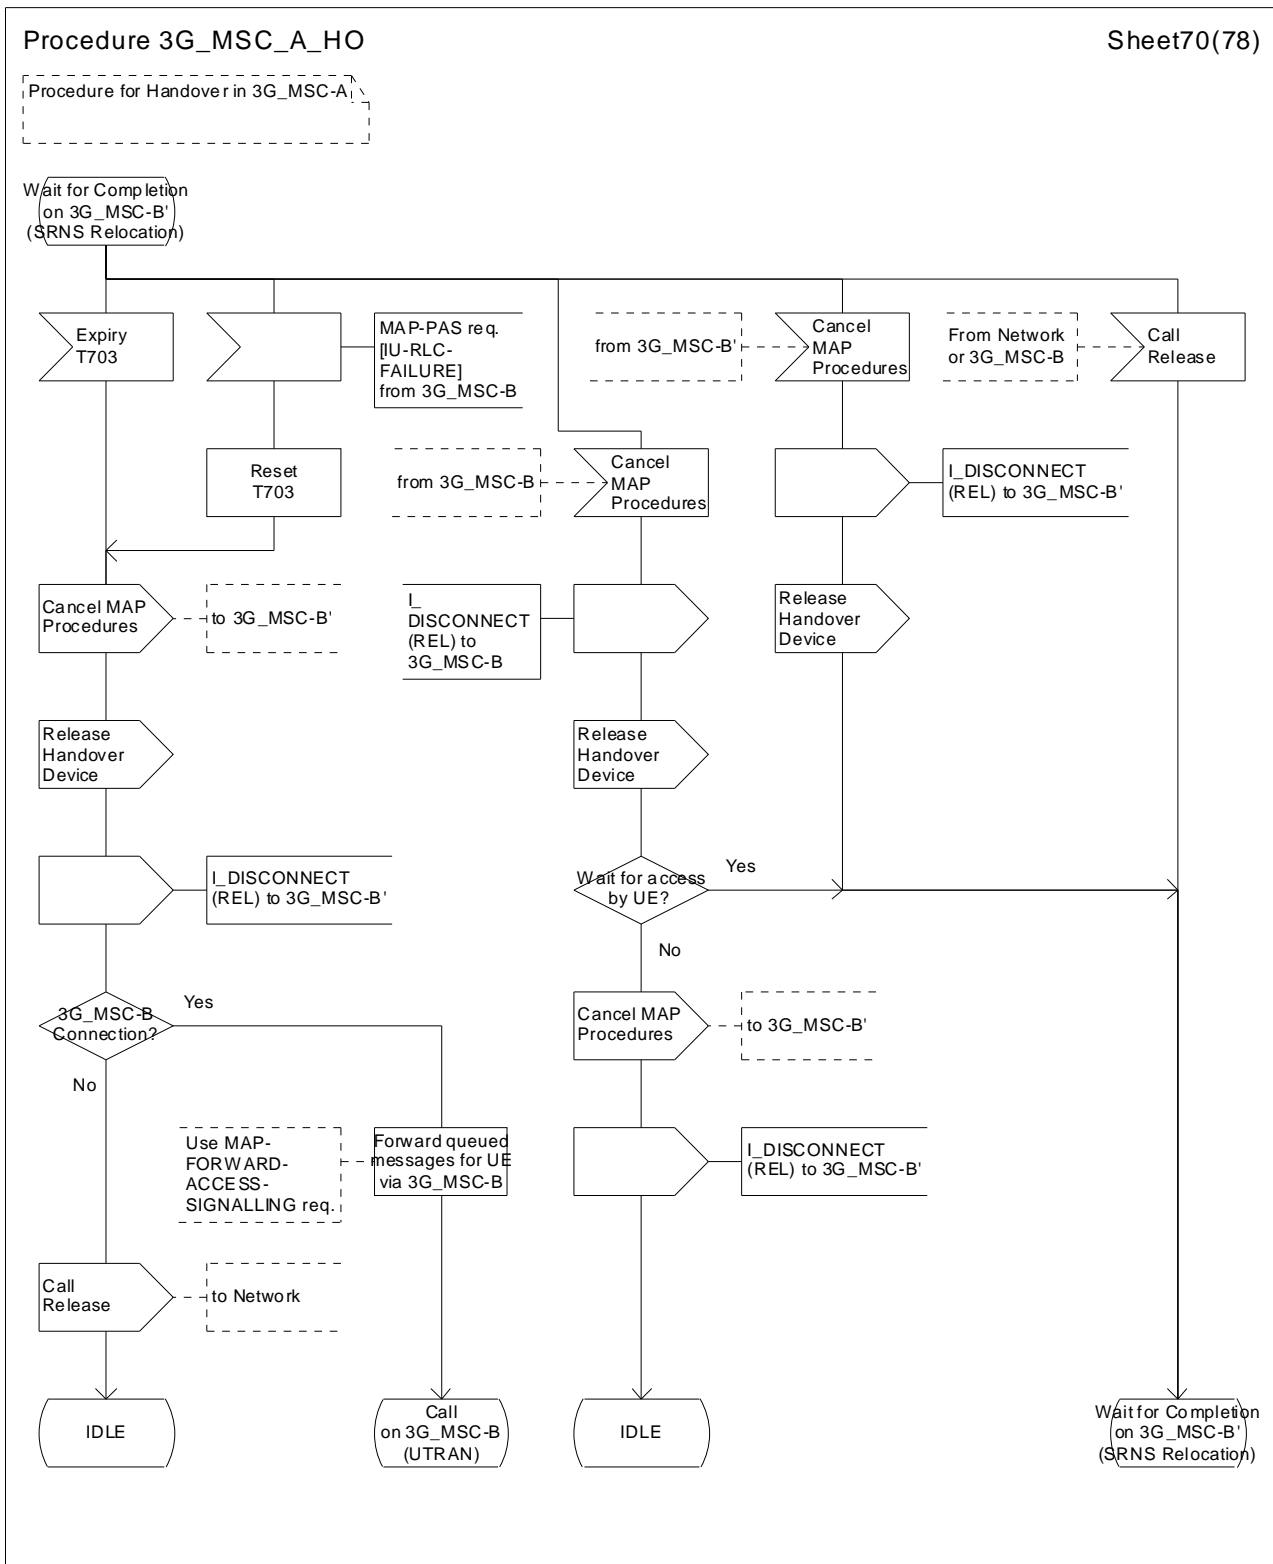 Procedure 3G_MSC_A_HO
Sheet70(78)
Procedure for Handover in 3G_MSC-A
Wait for Completion
on 3G_MSC-B'
(SRNS Relocation)
Expiry
T703
MAP-PAS req.
[IU-RLC-
FAILURE]
from 3G_MSC-B
from 3G_MSC-B'
Cancel
MAP
Procedures
From Network
or 3G_MSC-B
Call
Release
Reset
T703
from 3G_MSC-B
Cancel
MAP
Procedures
I_DISCONNECT
(REL) to 3G_MSC-B'
Cancel MAP
Procedures
to 3G_MSC-B'
I_
DISCONNECT
(REL) to
3G_MSC-B
Release
Handover
Device
Release
Handover
Device
Release
Handover
Device
I_DISCONNECT
(REL) to 3G_MSC-B'
Wait for access
by UE?
Yes
No
3G_MSC-B
Connection?
Yes
No
Cancel MAP
Procedures
to 3G_MSC-B'
Use MAP-
FORWARD-
ACCESS-
SIGNALLING req.
Forward queued
messages for UE
via 3G_MSC-B
I_DISCONNECT
(REL) to 3G_MSC-B'
Call
Release
to Network
IDLE
Call
on 3G_MSC-B
(UTRAN)
IDLE
Wait for Completion
on 3G_MSC-B'
(SRNS Relocation)